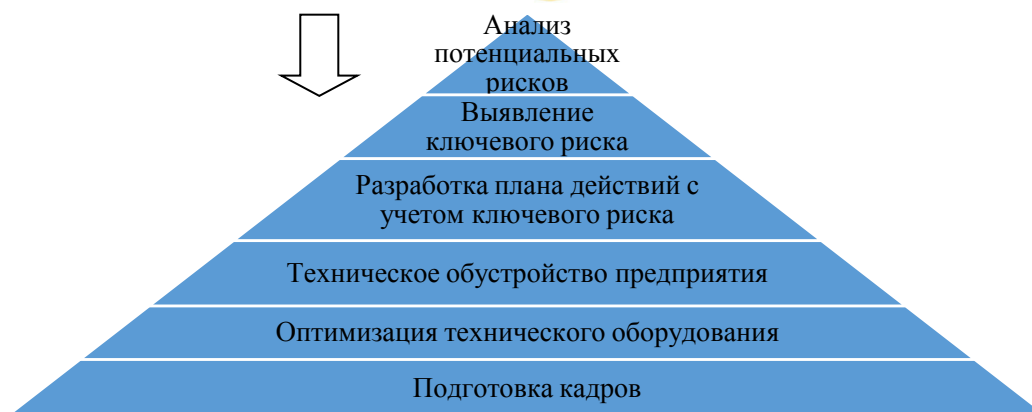 Анализ
потенциальных
рисков
Выявление
ключевого риска
Разработка плана действий с
учетом ключевого риска
Техническое обустройство предприятия
Оптимизация технического оборудования
Подготовка кадров